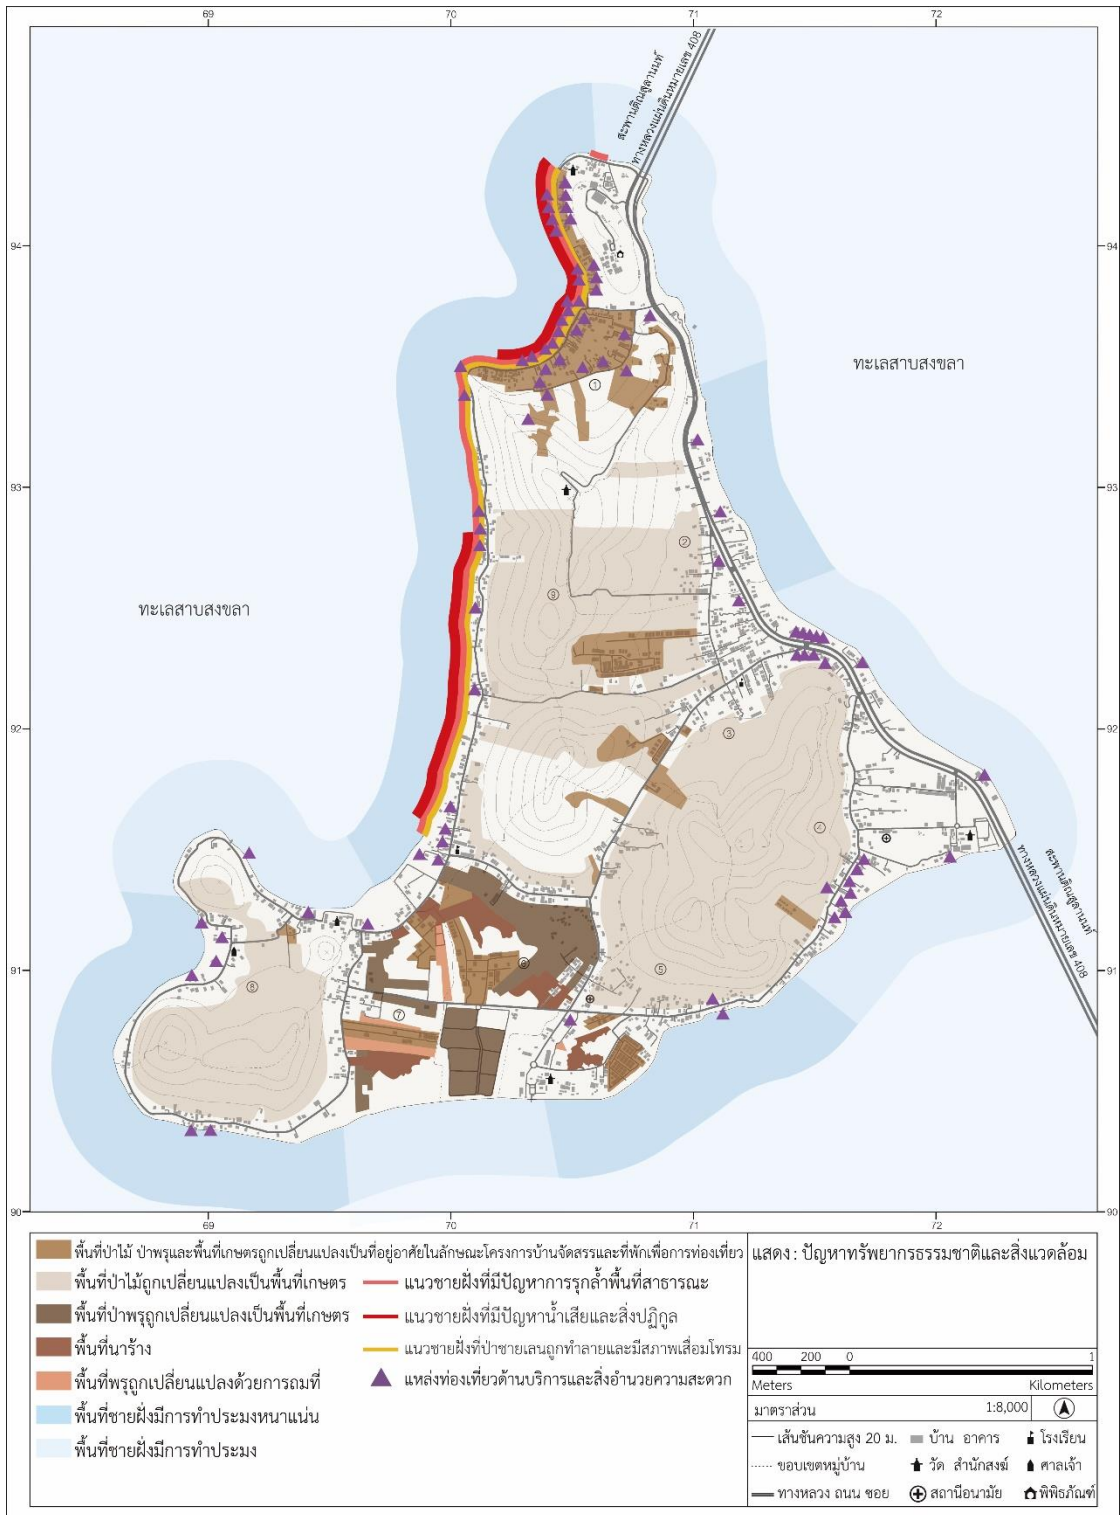 69 70 71 72
สะพานติณสูลานนท์
ทางหลวงแผ่นดินหมายเลข 408
94 94
ทะเลสาบสงขลา
①
93 93
②
⑨
ทะเลสาบสงขลา
92 92
③
④
สะพานติณสูลานนท์
ทางหลวงแผ่นดินหมายเลข 408
91 91
⑥
⑤
⑧
⑦
90 90
69 70 71 72
พื้นที่ป่าไม้ ป่าพรุและพื้นที่เกษตรถูกเปลี่ยนแปลงเป็นที่อยู่อาศัยในลักษณะโครงการบ้านจัดสรรและที่พักเพื่อการท่องเที่ยว
พื้นที่ป่าไม้ถูกเปลี่ยนแปลงเป็นพื้นที่เกษตร
พื้นที่ป่าพรุถูกเปลี่ยนแปลงเป็นพื้นที่เกษตร
พื้นที่นาร้าง
พื้นที่พรุถูกเปลี่ยนแปลงด้วยการถมที่
พื้นที่ชายฝั่งมีการทำประมงหนาแน่น
พื้นที่ชายฝั่งมีการทำประมง
แนวชายฝั่งที่มีปัญหาการรุกล้ำพื้นที่สาธารณะ
แนวชายฝั่งที่มีปัญหาน้ำเสียและสิ่งปฏิกูล
แนวชายฝั่งที่ป่าชายเลนถูกทำลายและมีสภาพเสื่อมโทรม
แหล่งท่องเที่ยวด้านบริการและสิ่งอำนวยความสะดวก
แสดง : ปัญหาทรัพยากรธรรมชาติและสิ่งแวดล้อม
400 200 0 1
Meters Kilometers
มาตราส่วน 1:8,000
เส้นชันความสูง 20 ม. บ้าน อาคาร โรงเรียน
ขอบเขตหมู่บ้าน วัด สำนักสงฆ์ ศาลเจ้า
ทางหลวง ถนน ซอย สถานีอนามัย พิพิธภัณฑ์